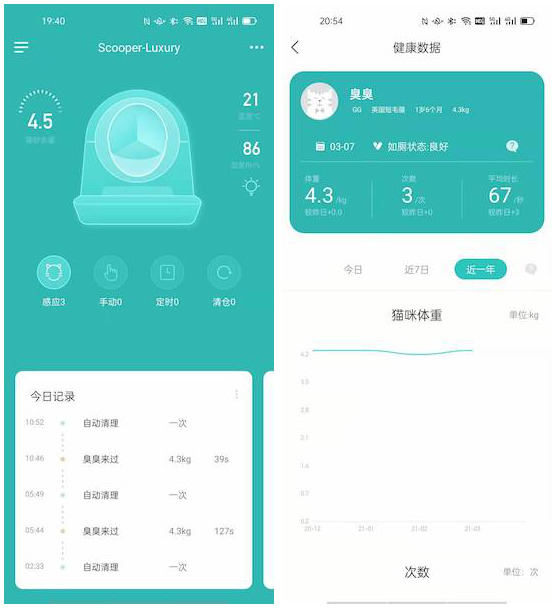 19:40
Scooper-Luxury
4.5
猫砂余量
21
温度℃
86
湿度RH%
感应3
手动0
定时0
清仓0
今日记录
10:52 自动清理 一次
10:46 臭臭来过 4.3kg 39s
05:49 自动清理 一次
05:44 臭臭来过 4.3kg 127s
02:33 自动清理 一次
20:54
健康数据
臭臭
GG 英国短毛猫 1岁6个月 4.3kg
03-07 如厕状态:良好 ?
体重 次数 平均时长
4.3/kg 3/次 67/秒
较昨日+0.0 较昨日+0 较昨日+3
今日 近7日 近一年 ?
猫咪体重 单位:kg
4.2
3.5
2.8
2.1
1.4
0.7
0.0
20-12 21-01 21-02 21-03
次数 单位：次